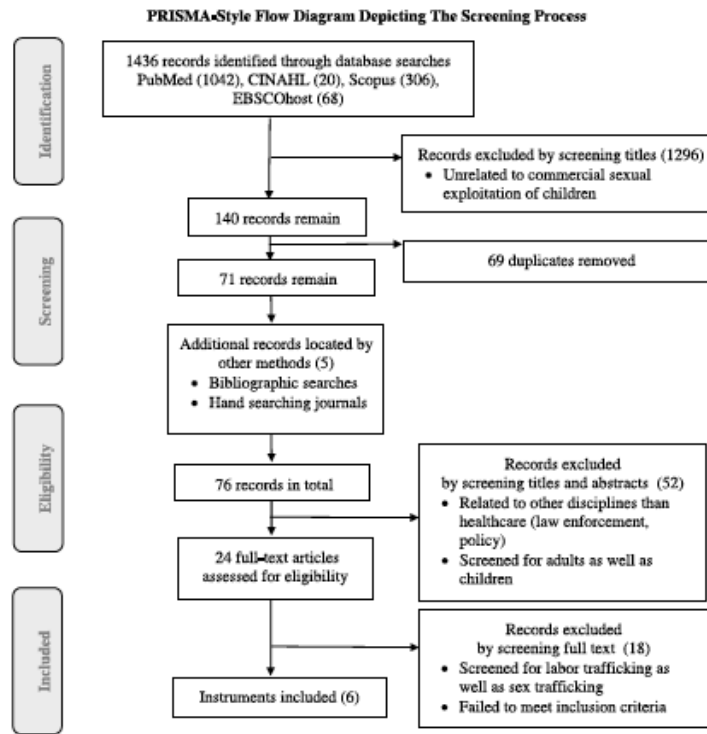 PRISMA-Style Flow Diagram Depicting The Screening Process
Identification
1436 records identified through database searches
PubMed (1042), CINAHL (20), Scopus (306),
EBSCOhost (68)
Records excluded by screening titles (1296)
• Unrelated to commercial sexual
exploitation of children
140 records remain
Screening
69 duplicates removed
71 records remain
Additional records located by
other methods (5)
• Bibliographic searches
• Hand searching journals
Eligibility
76 records in total
Records excluded
by screening titles and abstracts (52)
• Related to other disciplines than
healthcare (law enforcement,
policy)
• Screened for adults as well as
children
24 full-text articles
assessed for eligibility
Included
Records excluded
by screening full text (18)
• Screened for labor trafficking as
well as sex trafficking
• Failed to meet inclusion criteria
Instruments included (6)